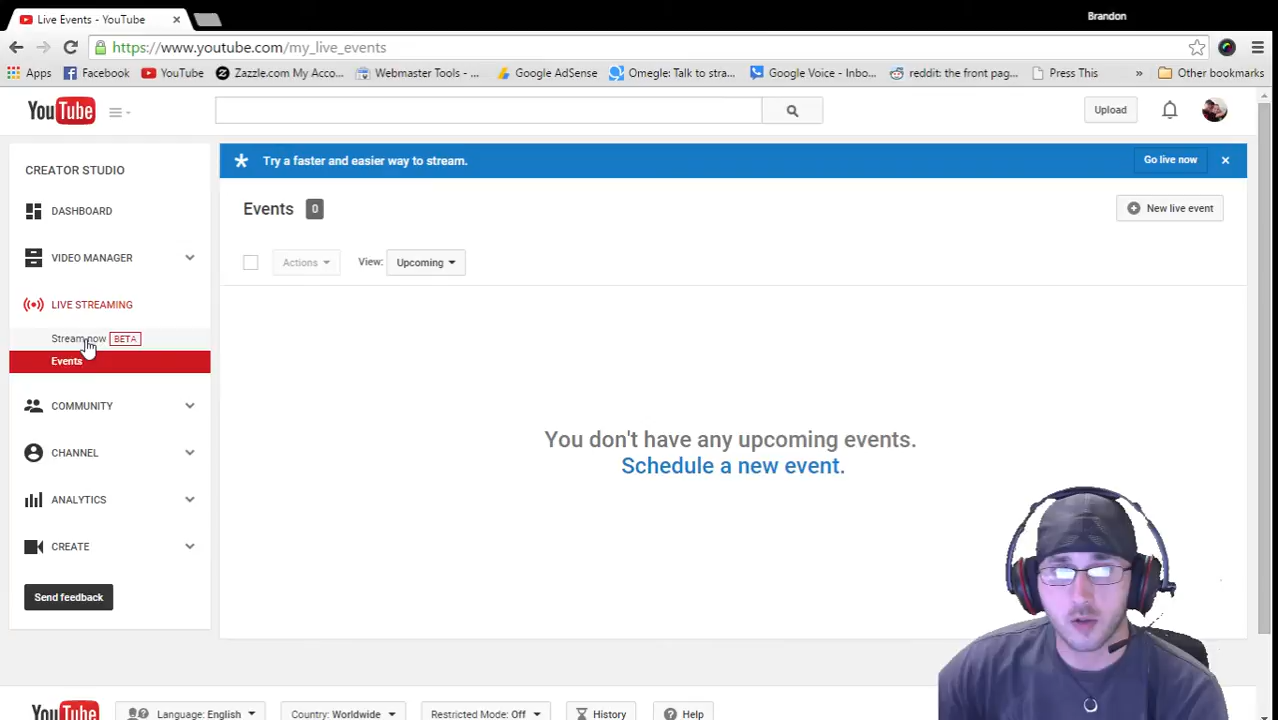 Live Events - YouTube
Brandon
https://www.youtube.com/my_live_events
Apps Facebook YouTube Zazzle.com My Acco... Webmaster Tools - ... Google AdSense Omegle: Talk to stra... Google Voice - Inbo... reddit: the front pag... Press This » Other bookmarks
YouTube Upload
CREATOR STUDIO
Try a faster and easier way to stream. Go live now
DASHBOARD
Events 0 New live event
VIDEO MANAGER
Actions View: Upcoming
LIVE STREAMING
Stream now BETA
Events
COMMUNITY
You don't have any upcoming events.
CHANNEL
Schedule a new event.
ANALYTICS
CREATE
Send feedback
YouTube Language: English Country: Worldwide Restricted Mode: Off History Help